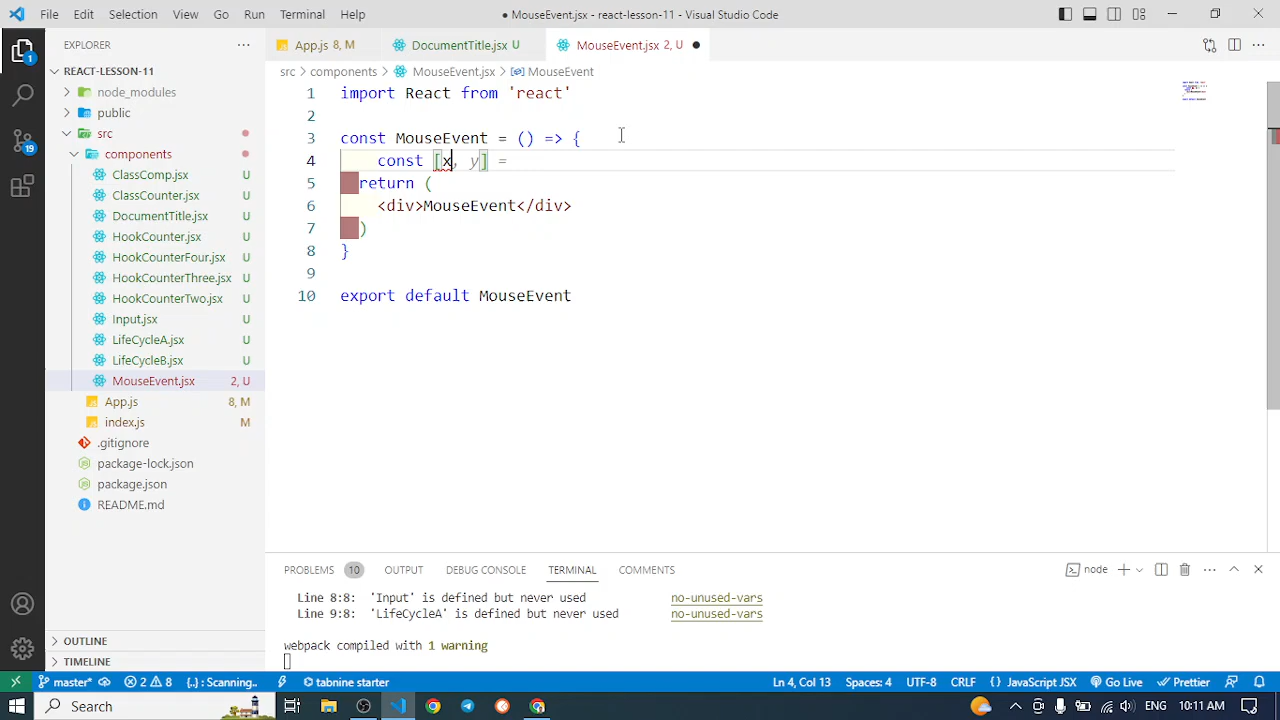 File Edit Selection View Go Run Terminal Help
● MouseEvent.jsx - react-lesson-11 - Visual Studio Code
EXPLORER
REACT-LESSON-11
node_modules
public
src
components
ClassComp.jsx U
ClassCounter.jsx U
DocumentTitle.jsx U
HookCounter.jsx U
HookCounterFour.jsx U
HookCounterThree.jsx U
HookCounterTwo.jsx U
Input.jsx U
LifeCycleA.jsx U
LifeCycleB.jsx U
MouseEvent.jsx 2, U
App.js 8, M
index.js M
.gitignore
package-lock.json
package.json
README.md
OUTLINE
TIMELINE
1
19
App.js 8, M
DocumentTitle.jsx U
MouseEvent.jsx 2, U
src > components > MouseEvent.jsx > MouseEvent
1 import React from 'react'
2
3 const MouseEvent = () => {
4 const [x, y] =
5 return (
6 <div>MouseEvent</div>
7 )
8 }
9
10 export default MouseEvent
PROBLEMS 10 OUTPUT DEBUG CONSOLE TERMINAL COMMENTS
node
Line 8:8: 'Input' is defined but never used no-unused-vars
Line 9:8: 'LifeCycleA' is defined but never used no-unused-vars
webpack compiled with 1 warning
master* 2 8 {..} : Scanning.. tabnine starter
Ln 4, Col 13 Spaces: 4 UTF-8 CRLF {} JavaScript JSX Go Live Prettier
Search
ENG 10:11 AM